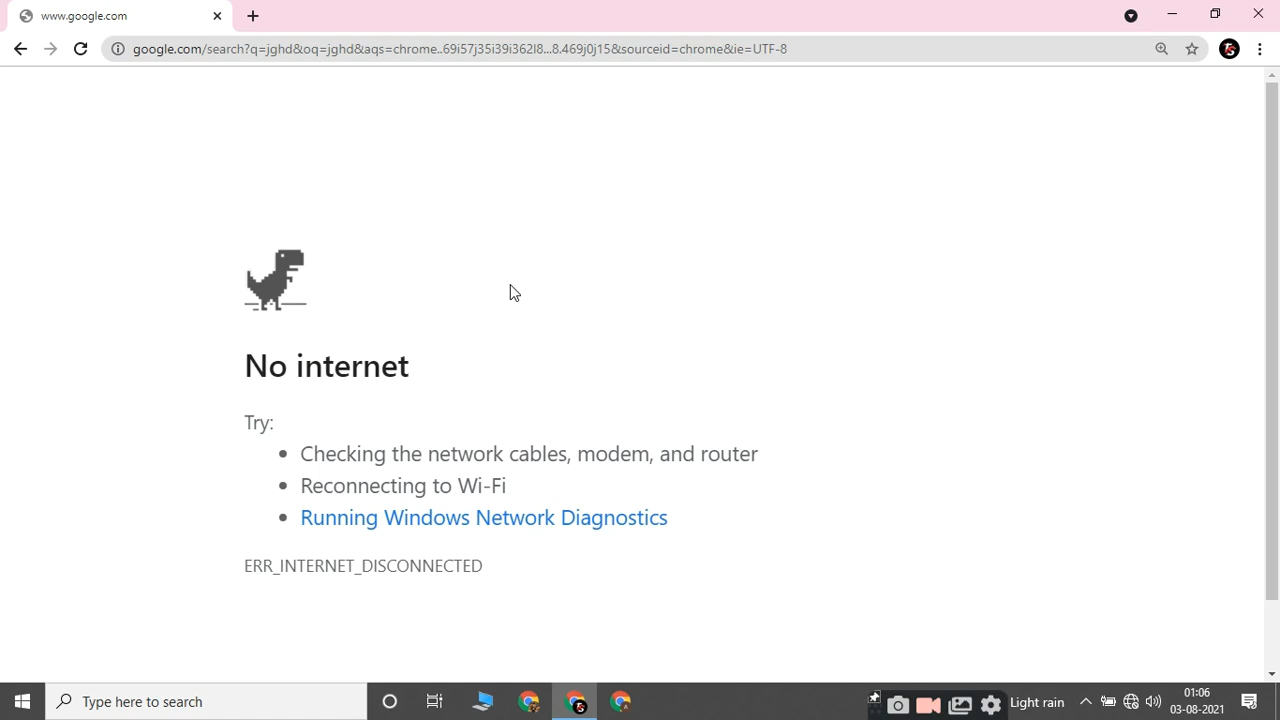 www.google.com
google.com/search?q=jghd&oq=jghd&aqs=chrome..69i57j35i39i362l8...8.469j0j15&sourceid=chrome&ie=UTF-8
No internet
Try:
Checking the network cables, modem, and router
Reconnecting to Wi-Fi
Running Windows Network Diagnostics
ERR_INTERNET_DISCONNECTED
Type here to search
Light rain
01:06
03-08-2021